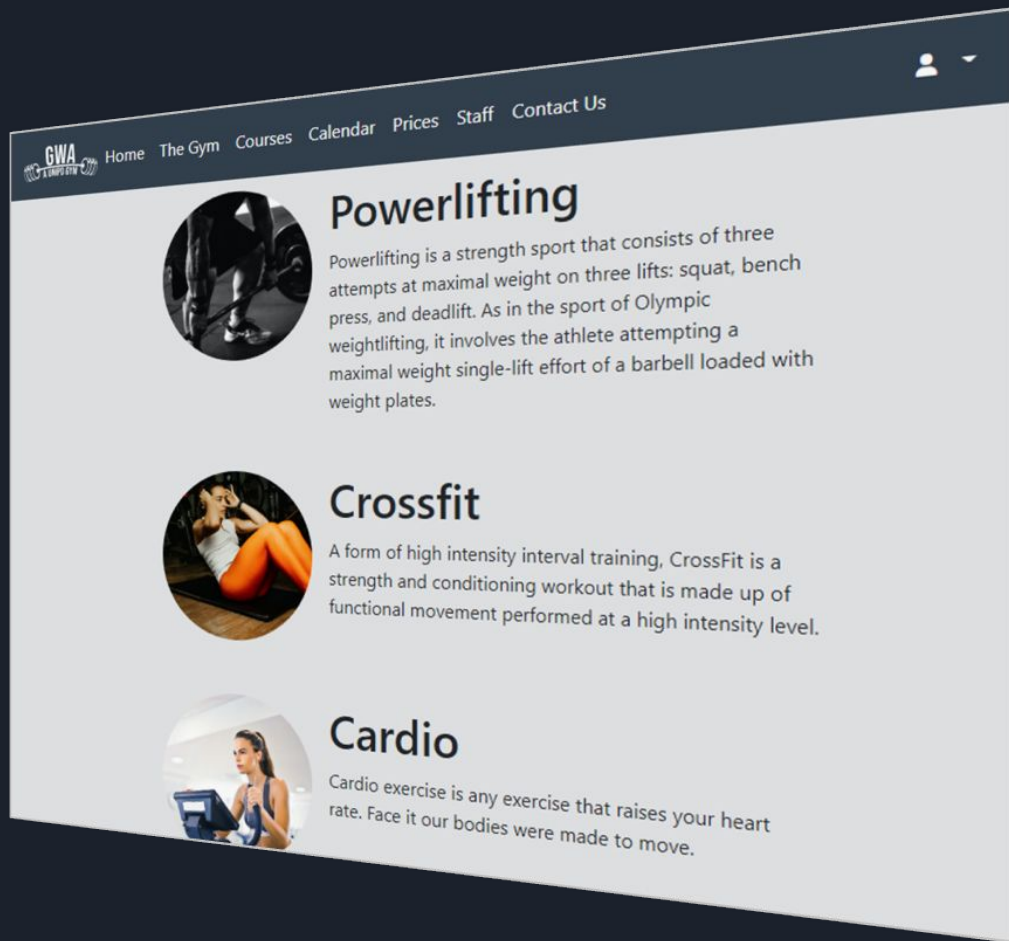 GWA
A UNIPD GYM
Home The Gym Courses Calendar Prices Staff Contact Us
Powerlifting
Powerlifting is a strength sport that consists of three
attempts at maximal weight on three lifts: squat, bench
press, and deadlift. As in the sport of Olympic
weightlifting, it involves the athlete attempting a
maximal weight single-lift effort of a barbell loaded with
weight plates.
Crossfit
A form of high intensity interval training, CrossFit is a
strength and conditioning workout that is made up of
functional movement performed at a high intensity level.
Cardio
Cardio exercise is any exercise that raises your heart
rate. Face it our bodies were made to move.